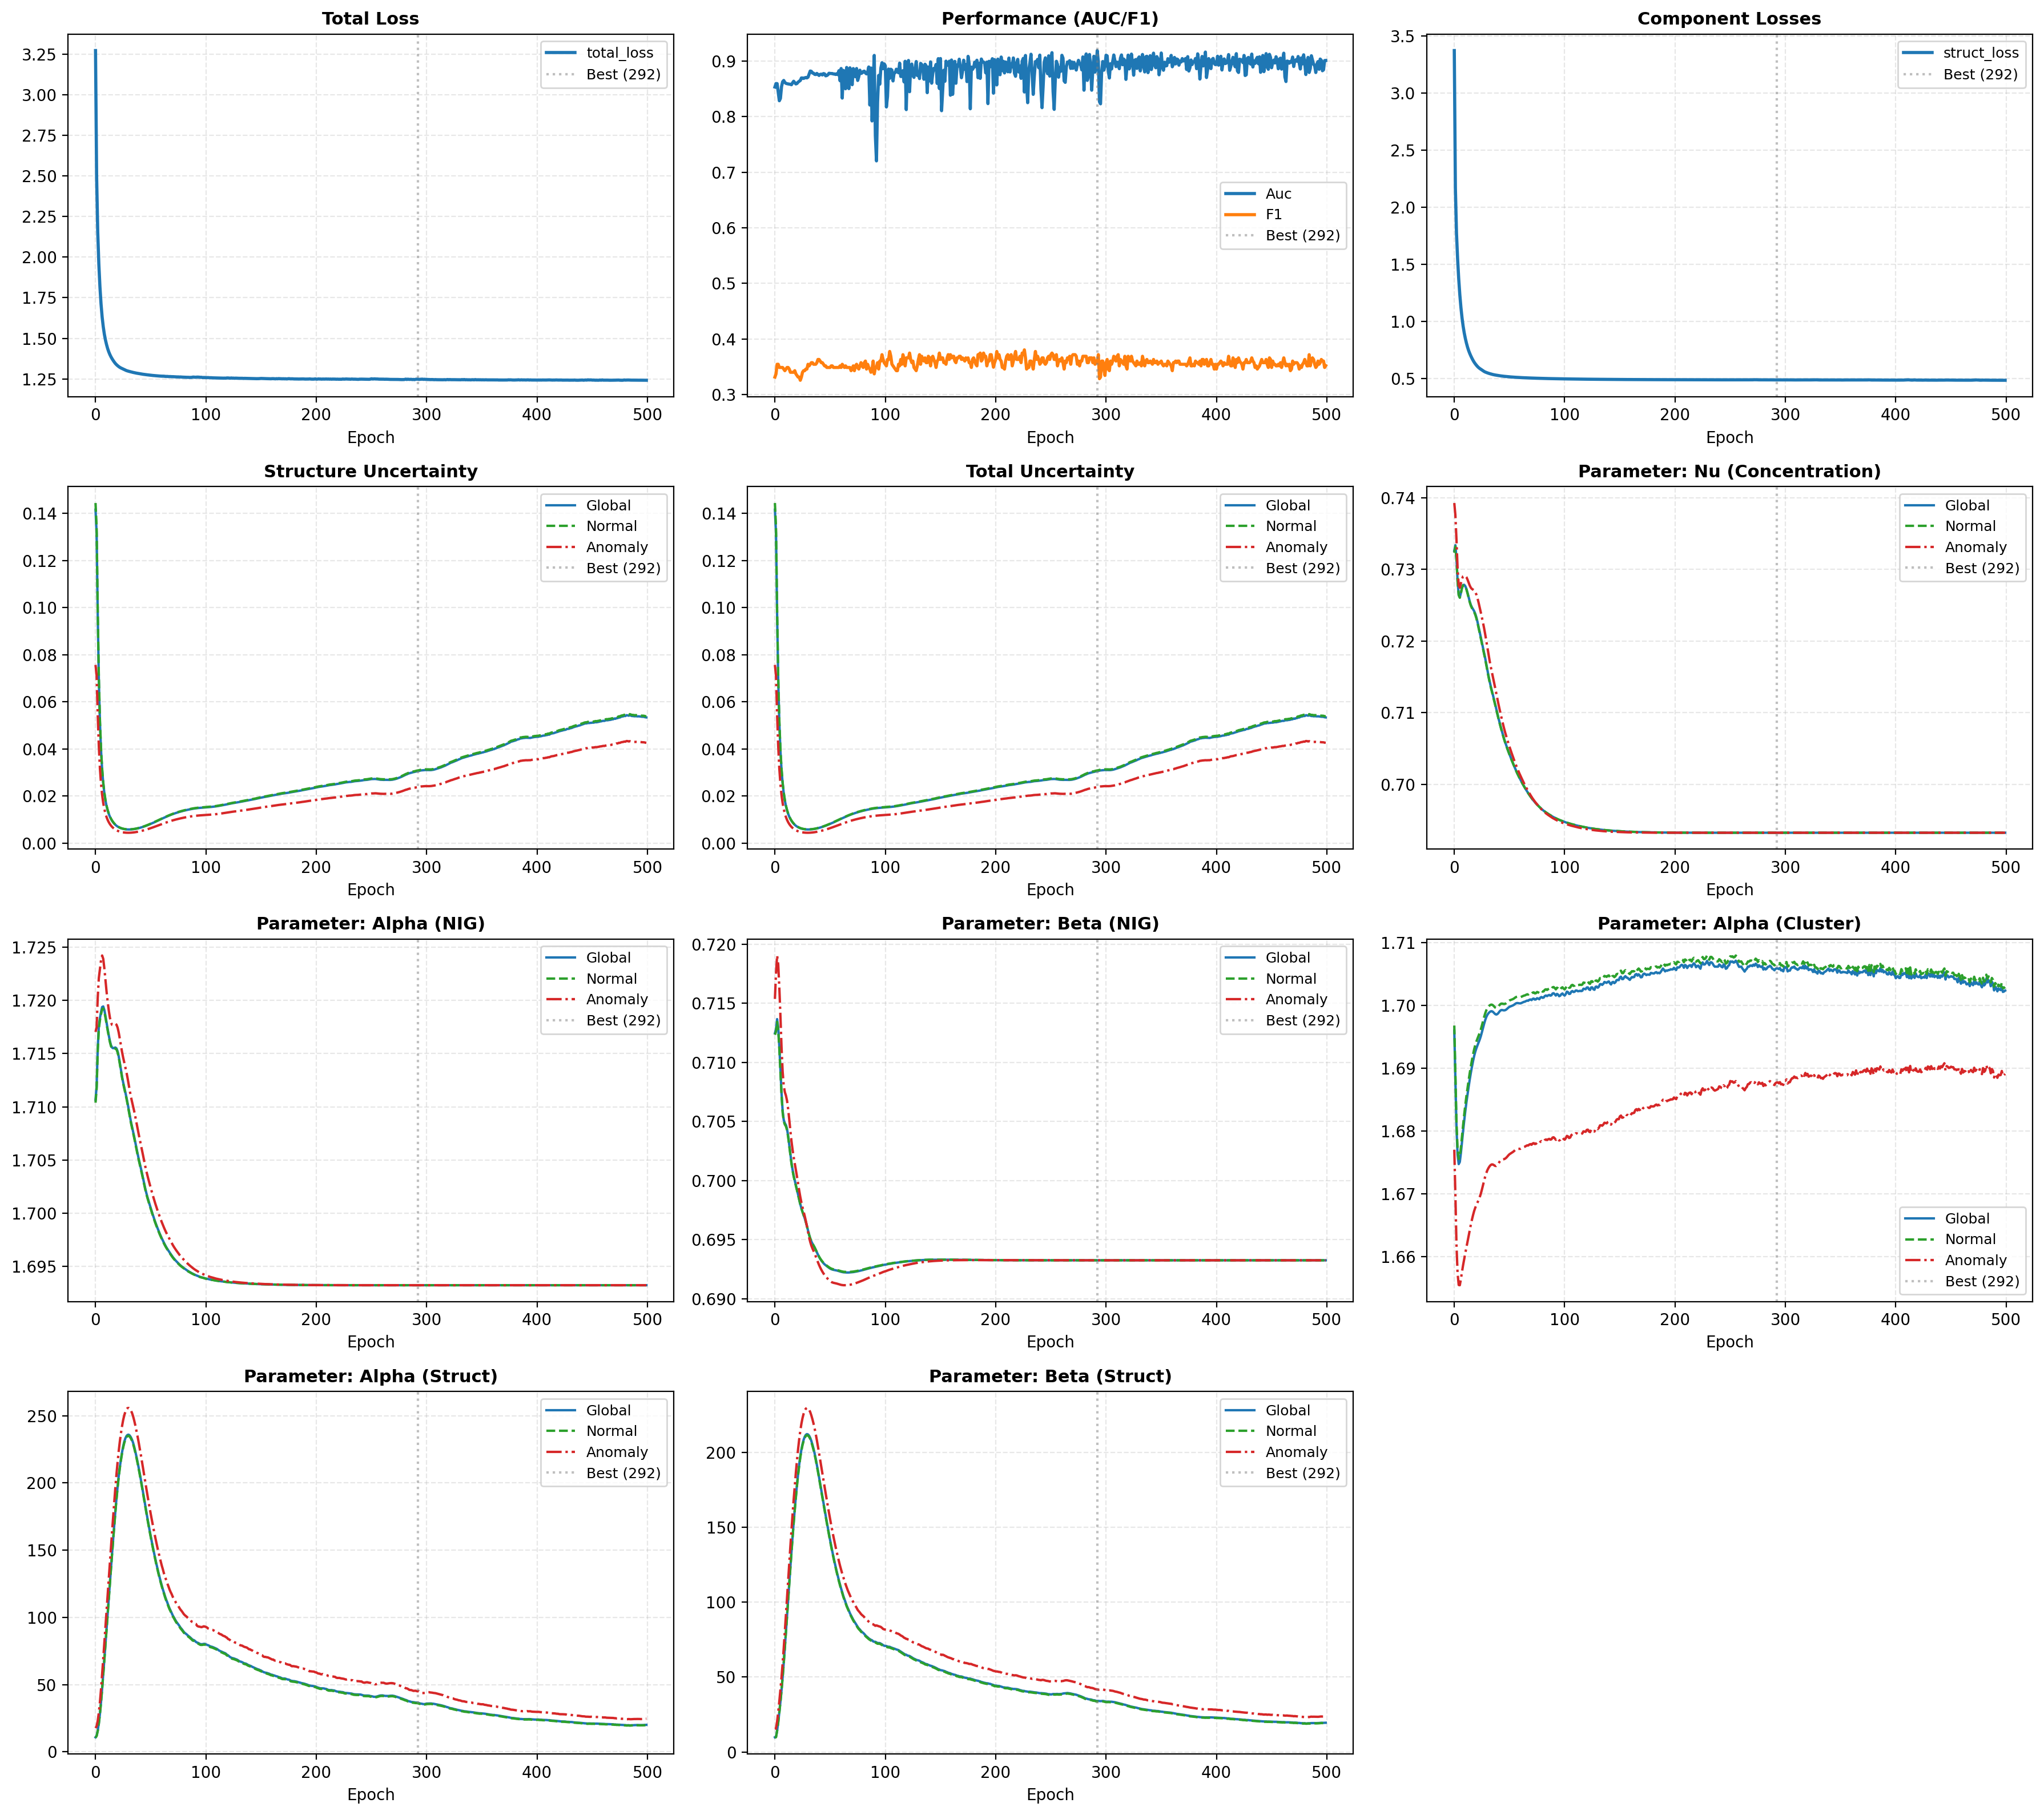 Total Loss
3.25
3.00
2.75
2.50
2.25
2.00
1.75
1.50
1.25
total_loss
Best (292)
0 100 200 300 400 500
Epoch
Performance (AUC/F1)
0.9
0.8
0.7
0.6
0.5
0.4
0.3
Auc
F1
Best (292)
0 100 200 300 400 500
Epoch
Component Losses
3.5
3.0
2.5
2.0
1.5
1.0
0.5
struct_loss
Best (292)
0 100 200 300 400 500
Epoch
Structure Uncertainty
0.14
0.12
0.10
0.08
0.06
0.04
0.02
0.00
Global
Normal
Anomaly
Best (292)
0 100 200 300 400 500
Epoch
Total Uncertainty
0.14
0.12
0.10
0.08
0.06
0.04
0.02
0.00
Global
Normal
Anomaly
Best (292)
0 100 200 300 400 500
Epoch
Parameter: Nu (Concentration)
0.74
0.73
0.72
0.71
0.70
Global
Normal
Anomaly
Best (292)
0 100 200 300 400 500
Epoch
Parameter: Alpha (NIG)
1.725
1.720
1.715
1.710
1.705
1.700
1.695
Global
Normal
Anomaly
Best (292)
0 100 200 300 400 500
Epoch
Parameter: Beta (NIG)
0.720
0.715
0.710
0.705
0.700
0.695
0.690
Global
Normal
Anomaly
Best (292)
0 100 200 300 400 500
Epoch
Parameter: Alpha (Cluster)
1.71
1.70
1.69
1.68
1.67
1.66
Global
Normal
Anomaly
Best (292)
0 100 200 300 400 500
Epoch
Parameter: Alpha (Struct)
250
200
150
100
50
0
Global
Normal
Anomaly
Best (292)
0 100 200 300 400 500
Epoch
Parameter: Beta (Struct)
200
150
100
50
0
Global
Normal
Anomaly
Best (292)
0 100 200 300 400 500
Epoch